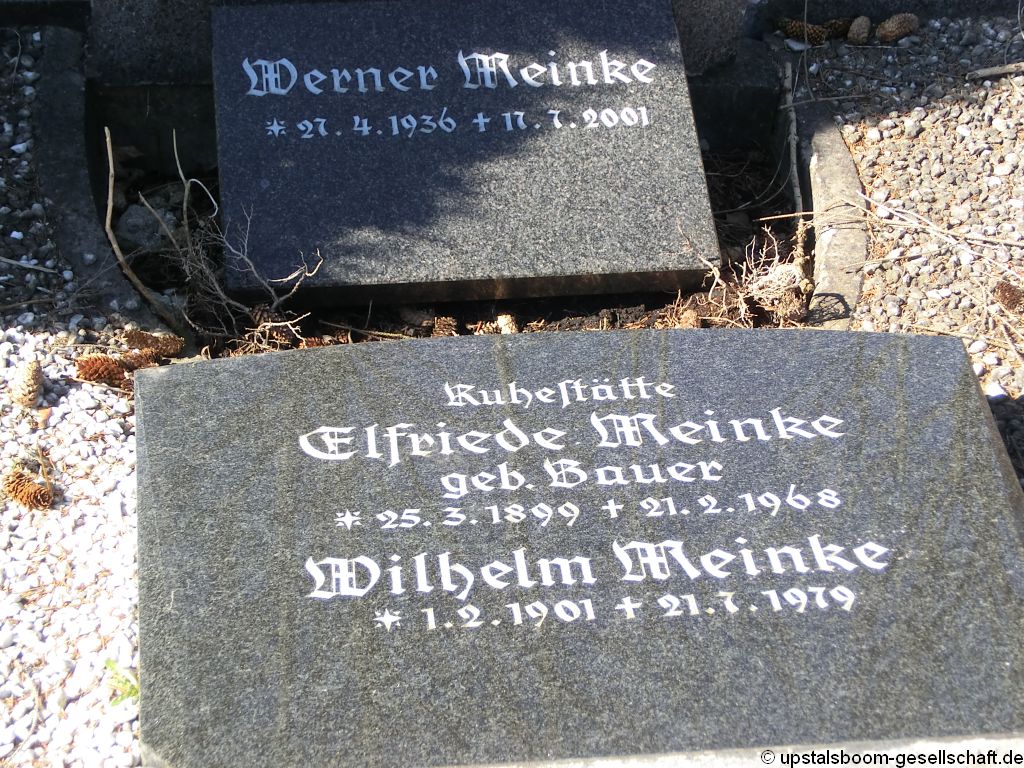 Werner Meinke
* 27. 4. 1936 + 17. 7. 2001
Ruheſtätte
Elfriede Meinke
geb. Bauer
* 25. 3. 1899 + 21. 2. 1968
Wilhelm Meinke
* 1. 2. 1901 + 21. 7. 1979
© upstalsboom-gesellschaft.de